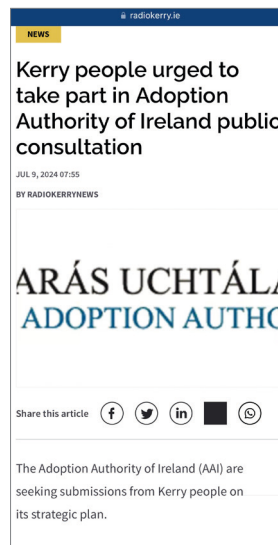 radiokerry.ie
NEWS
Kerry people urged to
take part in Adoption
Authority of Ireland public
consultation
JUL 9, 2024 07:55
BY RADIOKERRYNEWS
ARÁS UCHTÁL
ADOPTION AUTHO
Share this article
The Adoption Authority of Ireland (AAI) are
seeking submissions from Kerry people on
its strategic plan.